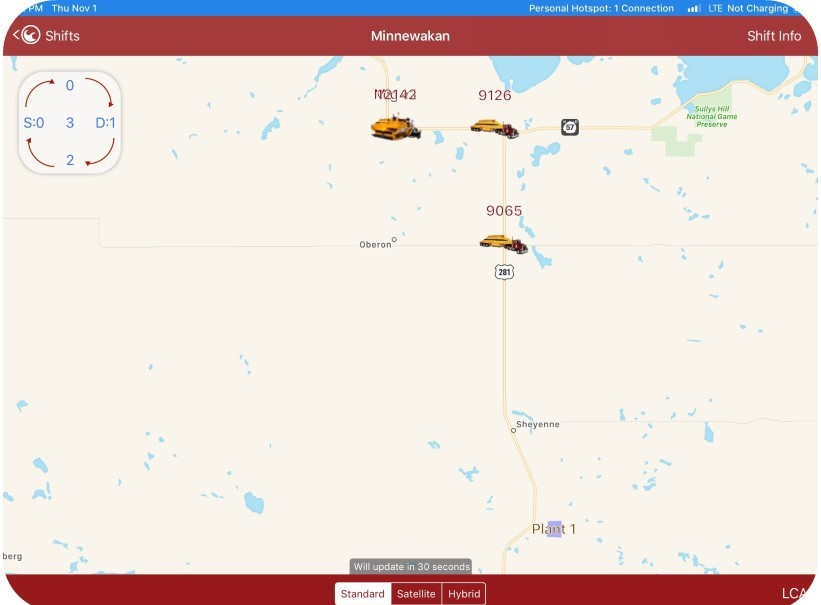 PM Thu Nov 1
Personal Hotspot: 1 Connection LTE Not Charging
Shifts
Minnewakan
Shift Info
0
S:0 3 D:1
2
9126
57
Sullys Hill
National Game
Preserve
9065
Oberon
281
Sheyenne
Plant 1
berg
Will update in 30 seconds
Standard Satellite Hybrid
LCA